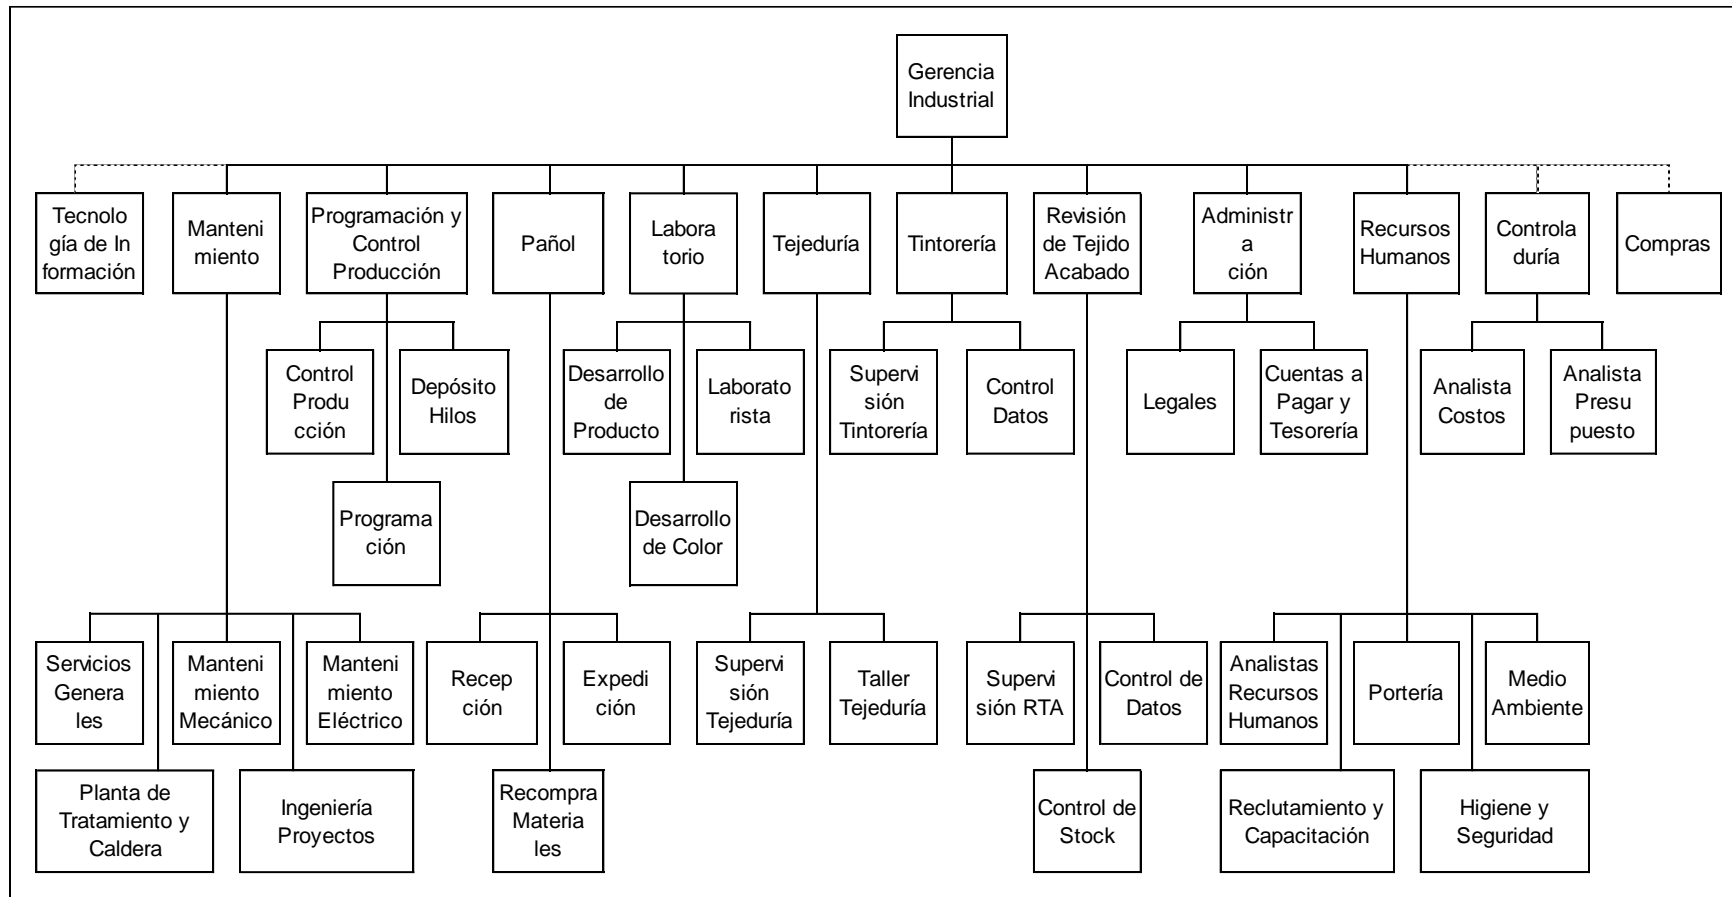 Gerencia
Industrial
Tecnolo
gía de In
formación
Manteni
miento
Programación y
Control
Producción
Pañol
Labora
torio
Tejeduría
Tintorería
Revisión
de Tejido
Acabado
Administr
a
ción
Recursos
Humanos
Controla
duría
Compras
Control
Produ
cción
Depósito
Hilos
Desarrollo
de
Producto
Laborato
rista
Supervi
sión
Tintorería
Control
Datos
Legales
Cuentas a
Pagar y
Tesorería
Analista
Costos
Analista
Presu
puesto
Programa
ción
Desarrollo
de Color
Servicios
Genera
les
Manteni
miento
Mecánico
Manteni
miento
Eléctrico
Recep
ción
Expedi
ción
Supervi
sión
Tejeduría
Taller
Tejeduría
Supervi
sión RTA
Control de
Datos
Analistas
Recursos
Humanos
Portería
Medio
Ambiente
Planta de
Tratamiento y
Caldera
Ingeniería
Proyectos
Recompra
Materia
les
Control de
Stock
Reclutamiento y
Capacitación
Higiene y
Seguridad